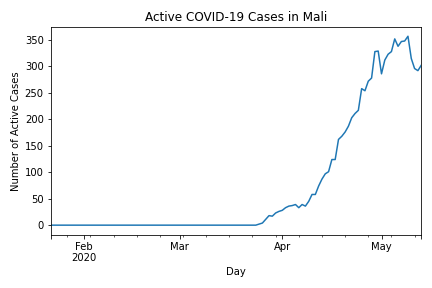 Active COVID-19 Cases in Mali
Number of Active Cases
350
300
250
200
150
100
50
0
Feb
2020
Mar
Apr
May
Day